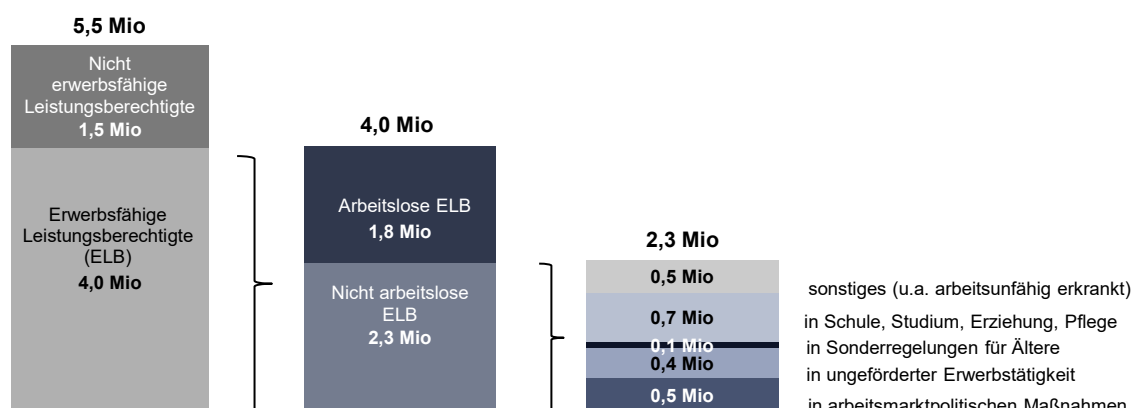 5,5 Mio
Nicht
erwerbsfähige
Leistungsberechtigte
1,5 Mio
Erwerbsfähige
Leistungsberechtigte
(ELB)
4,0 Mio
4,0 Mio
Arbeitslose ELB
1,8 Mio
Nicht arbeitslose
ELB
2,3 Mio
2,3 Mio
0,5 Mio
sonstiges (u.a. arbeitsunfähig erkrankt)
0,7 Mio
in Schule, Studium, Erziehung, Pflege
0,1 Mio
in Sonderregelungen für Ältere
0,4 Mio
in ungeförderter Erwerbstätigkeit
0,5 Mio
in arbeitsmarktpolitischen Maßnahmen